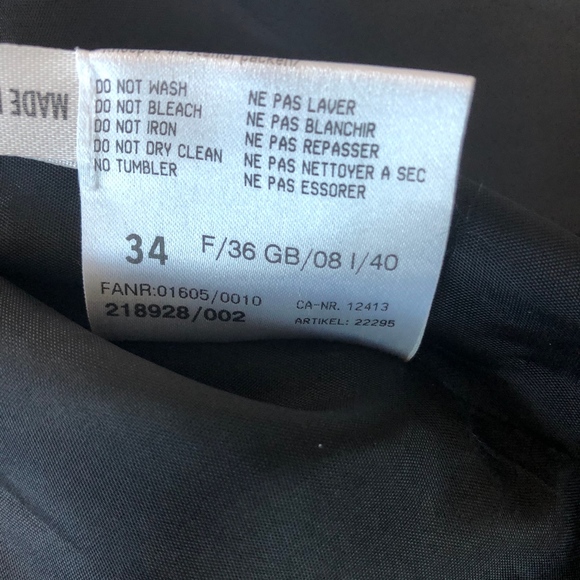 MADE
DO NOT WASH
DO NOT BLEACH
DO NOT IRON
DO NOT DRY CLEAN
NO TUMBLER
NE PAS LAVER
NE PAS BLANCHIR
NE PAS REPASSER
NE PAS NETTOYER A SEC
NE PAS ESSORER
34 F/36 GB/08 I/40
FANR:01605/0010
218928/002
CA-NR. 12413
ARTIKEL: 22295